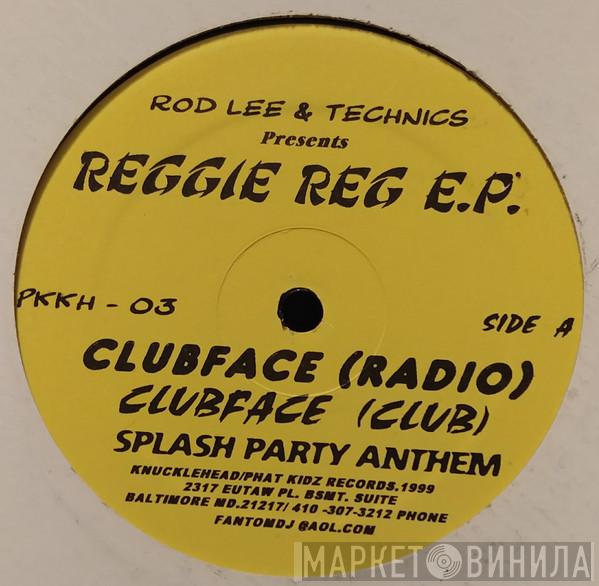 ROD LEE & TECHNICS
Presents
REGGIE REG E.P.
PKKH - 03
SIDE A
CLUBFACE (RADIO)
CLUBFACE (CLUB)
SPLASH PARTY ANTHEM
KNUCKLEHEAD/PHAT KIDZ RECORDS.1999
2317 EUTAW PL. BSMT. SUITE
BALTIMORE MD.21217/ 410 -307-3212 PHONE
FANTOMDJ @AOL.COM
МАРКЕТ ВИНИЛА